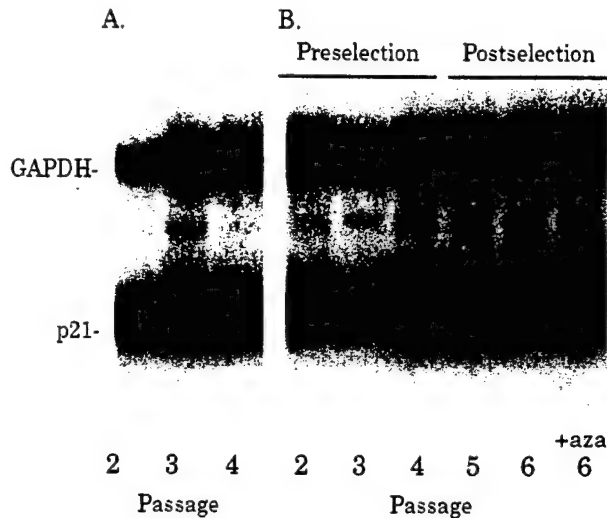 A. B.
Preselection Postselection
GAPDH-
p21-
+aza
2 3 4 2 3 4 5 6 6
Passage Passage